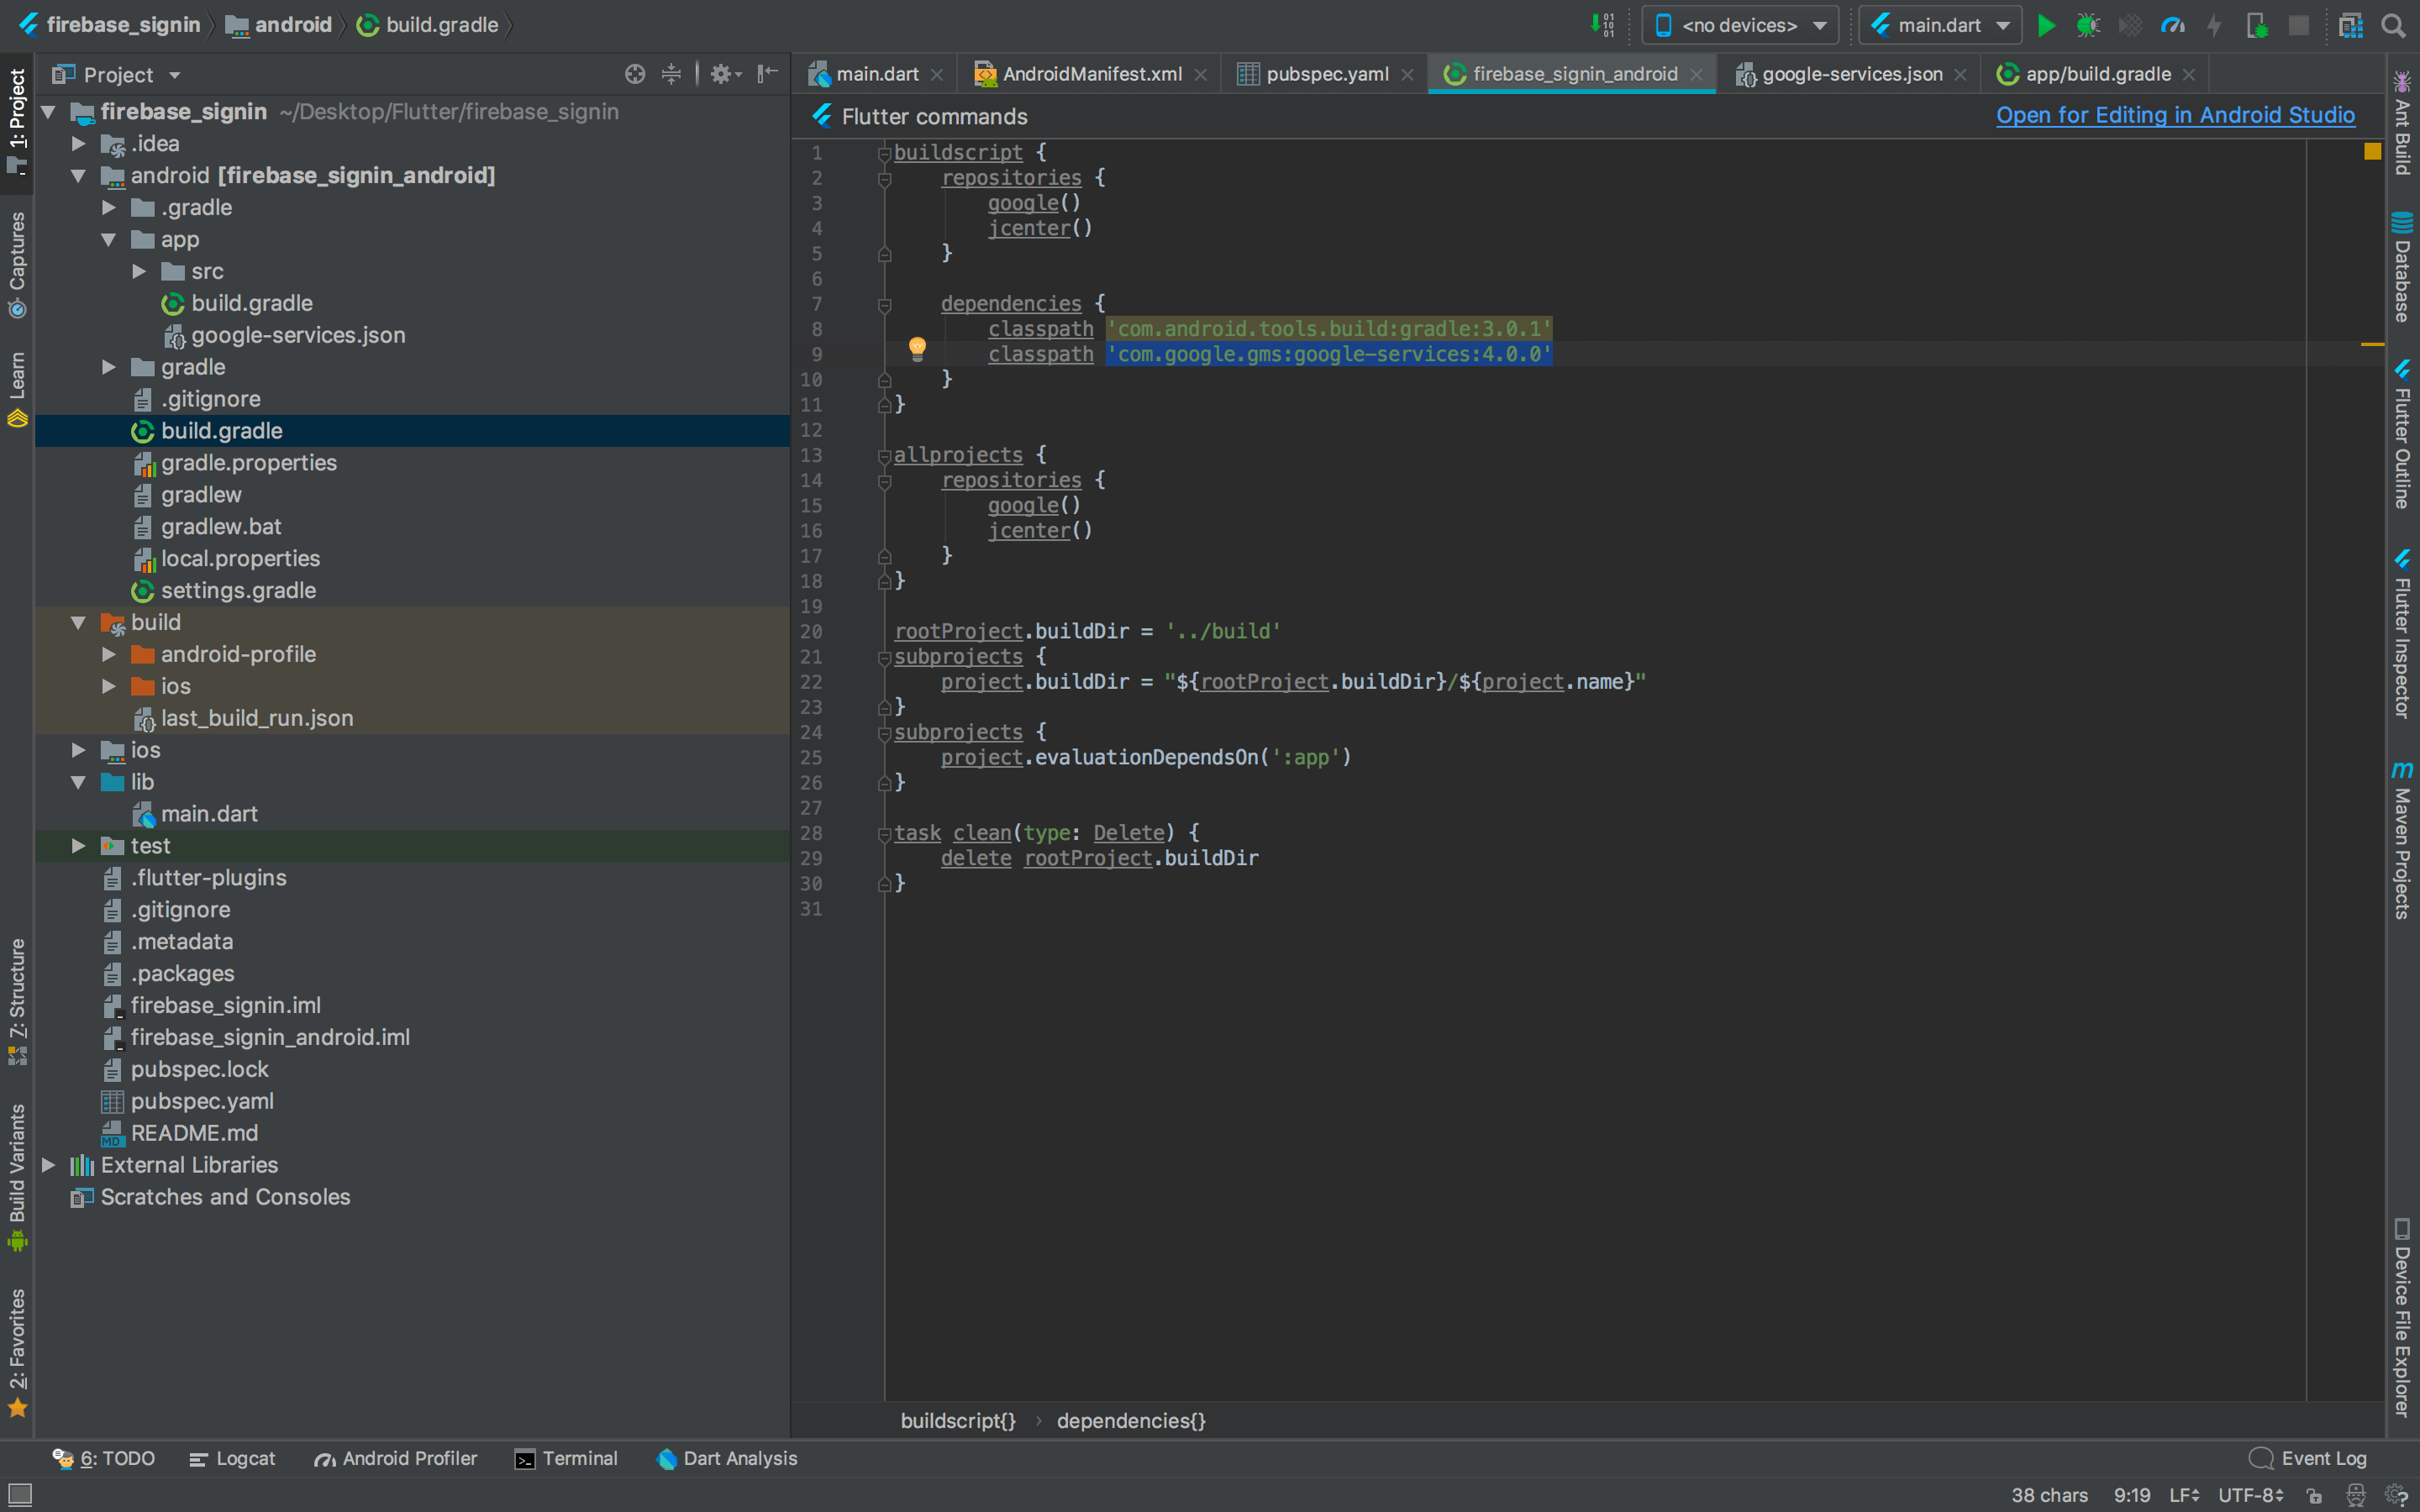 firebase_signin android build.gradle <no devices> main.dart
Project
main.dart AndroidManifest.xml pubspec.yaml firebase_signin_android google-services.json app/build.gradle
Flutter commands Open for Editing in Android Studio
1: Project
Captures
Learn
7: Structure
Build Variants
2: Favorites
firebase_signin ~/Desktop/Flutter/firebase_signin
.idea
android [firebase_signin_android]
.gradle
app
src
build.gradle
google-services.json
gradle
.gitignore
build.gradle
gradle.properties
gradlew
gradlew.bat
local.properties
settings.gradle
build
android-profile
ios
last_build_run.json
ios
lib
main.dart
test
.flutter-plugins
.gitignore
.metadata
.packages
firebase_signin.iml
firebase_signin_android.iml
pubspec.lock
pubspec.yaml
MD README.md
External Libraries
Scratches and Consoles
1 buildscript {
2 repositories {
3 google()
4 jcenter()
5 }
6
7 dependencies {
8 classpath 'com.android.tools.build:gradle:3.0.1'
9 classpath 'com.google.gms:google-services:4.0.0'
10 }
11 }
12
13 allprojects {
14 repositories {
15 google()
16 jcenter()
17 }
18 }
19
20 rootProject.buildDir = '../build'
21 subprojects {
22 project.buildDir = "${rootProject.buildDir}/${project.name}"
23 }
24 subprojects {
25 project.evaluationDependsOn(':app')
26 }
27
28 task clean(type: Delete) {
29 delete rootProject.buildDir
30 }
31
buildscript{} › dependencies{}
Ant Build
Database
Flutter Outline
Flutter Inspector
m Maven Projects
Device File Explorer
6: TODO Logcat Android Profiler Terminal Dart Analysis Event Log
38 chars 9:19 LF UTF-8